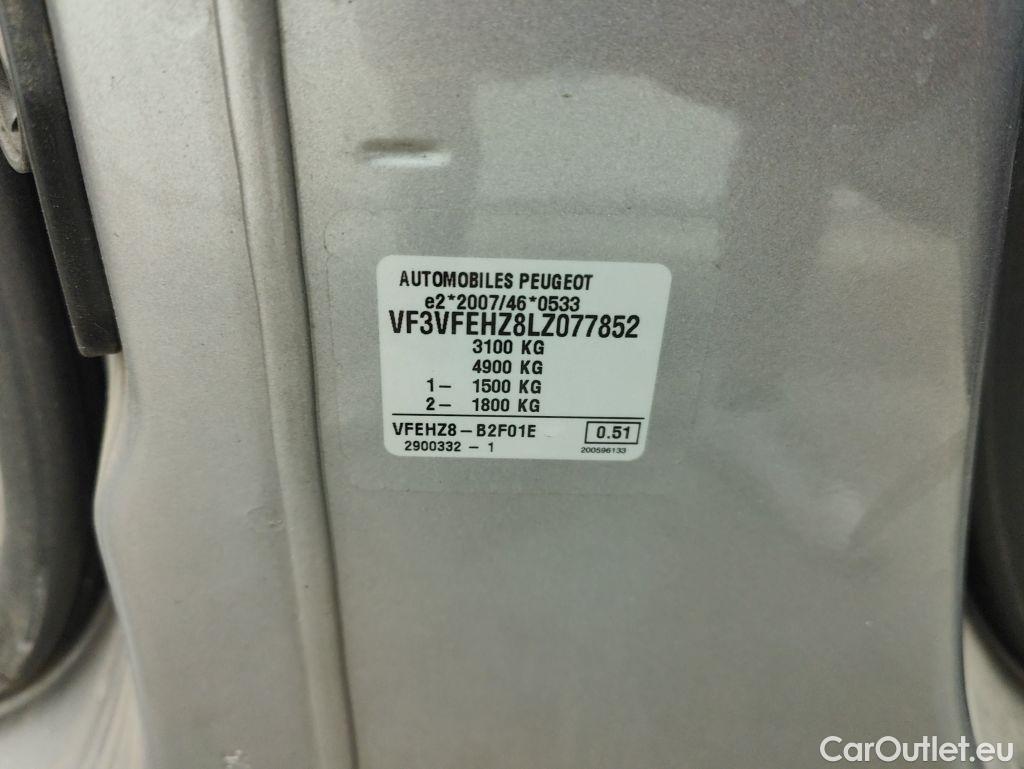 AUTOMOBILES PEUGEOT
e2*2007/46*0533
VF3VFEHZ8LZ077852
3100 KG
4900 KG
1- 1500 KG
2- 1800 KG
VFEHZ8-B2F01E 0.51
2900332 - 1 200596133
CarOutlet.eu